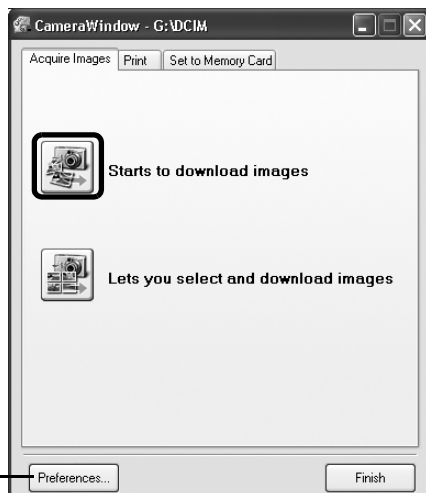 CameraWindow - G:\DCIM
Acquire Images Print Set to Memory Card
Starts to download images
Lets you select and download images
Preferences... Finish